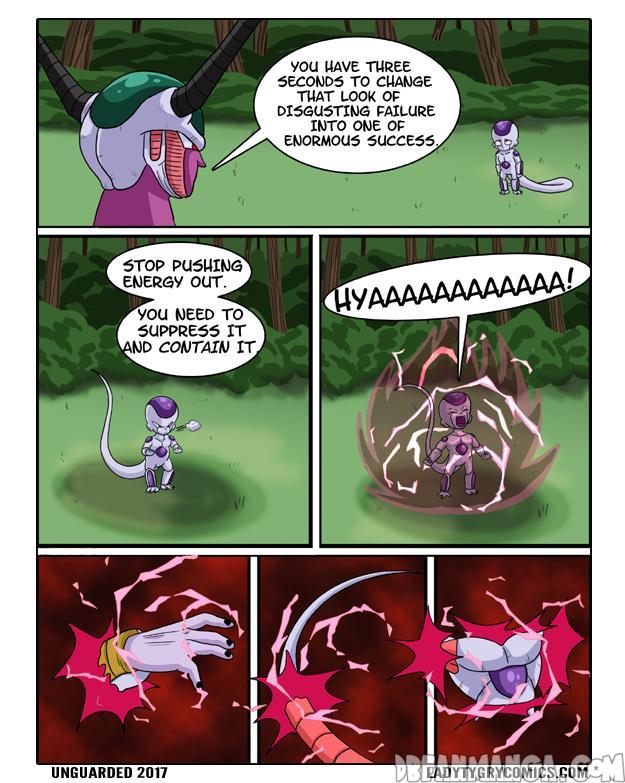 YOU HAVE THREE
SECONDS TO CHANGE
THAT LOOK OF
DISGUSTING FAILURE
INTO ONE OF
ENORMOUS SUCCESS.
STOP PUSHING
ENERGY OUT.
YOU NEED TO
SUPPRESS IT
AND CONTAIN IT.
HYAAAAAAAAAAAA!
UNGUARDED 2017
LADYTYGRYCOMICS.COM
DBFANMANGA.COM